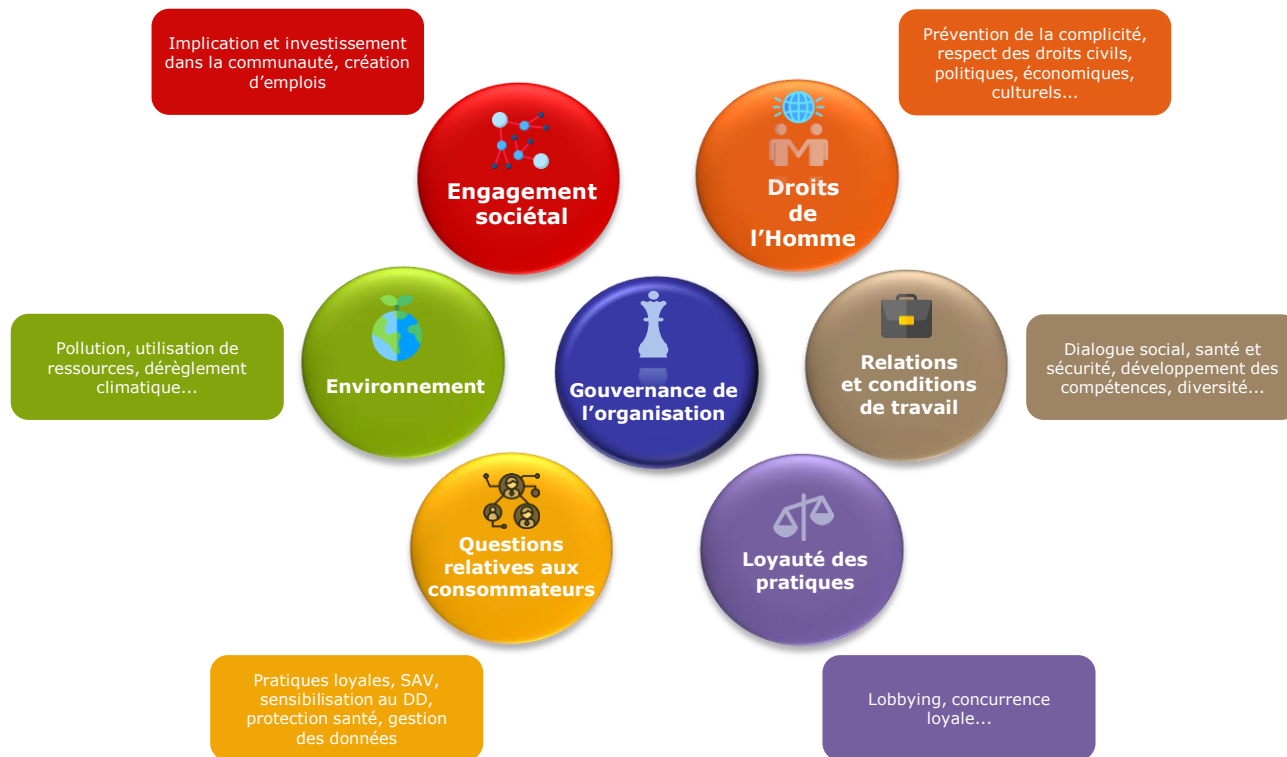 Implication et investissement
dans la communauté, création
d’emplois
Prévention de la complicité,
respect des droits civils,
politiques, économiques,
culturels…
Engagement
sociétal
Droits
de
l’Homme
Pollution, utilisation de
ressources, dérèglement
climatique…
Environnement
Gouvernance de
l’organisation
Relations
et conditions
de travail
Dialogue social, santé et
sécurité, développement des
compétences, diversité…
Questions
relatives aux
consommateurs
Loyauté des
pratiques
Pratiques loyales, SAV,
sensibilisation au DD,
protection santé, gestion
des données
Lobbying, concurrence
loyale…